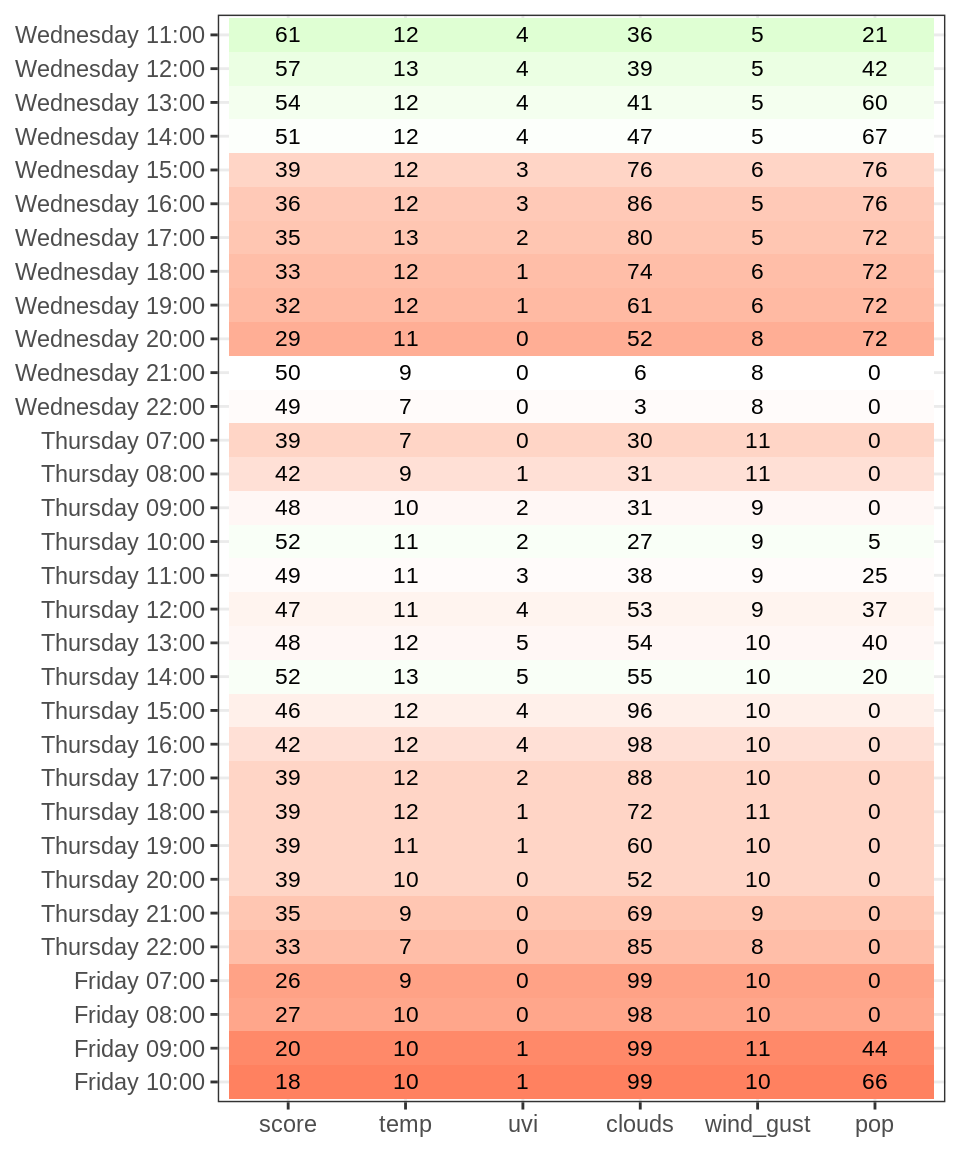 Wednesday 11:00 61 12 4 36 5 21
Wednesday 12:00 57 13 4 39 5 42
Wednesday 13:00 54 12 4 41 5 60
Wednesday 14:00 51 12 4 47 5 67
Wednesday 15:00 39 12 3 76 6 76
Wednesday 16:00 36 12 3 86 5 76
Wednesday 17:00 35 13 2 80 5 72
Wednesday 18:00 33 12 1 74 6 72
Wednesday 19:00 32 12 1 61 6 72
Wednesday 20:00 29 11 0 52 8 72
Wednesday 21:00 50 9 0 6 8 0
Wednesday 22:00 49 7 0 3 8 0
Thursday 07:00 39 7 0 30 11 0
Thursday 08:00 42 9 1 31 11 0
Thursday 09:00 48 10 2 31 9 0
Thursday 10:00 52 11 2 27 9 5
Thursday 11:00 49 11 3 38 9 25
Thursday 12:00 47 11 4 53 9 37
Thursday 13:00 48 12 5 54 10 40
Thursday 14:00 52 13 5 55 10 20
Thursday 15:00 46 12 4 96 10 0
Thursday 16:00 42 12 4 98 10 0
Thursday 17:00 39 12 2 88 10 0
Thursday 18:00 39 12 1 72 11 0
Thursday 19:00 39 11 1 60 10 0
Thursday 20:00 39 10 0 52 10 0
Thursday 21:00 35 9 0 69 9 0
Thursday 22:00 33 7 0 85 8 0
Friday 07:00 26 9 0 99 10 0
Friday 08:00 27 10 0 98 10 0
Friday 09:00 20 10 1 99 11 44
Friday 10:00 18 10 1 99 10 66
score temp uvi clouds wind_gust pop